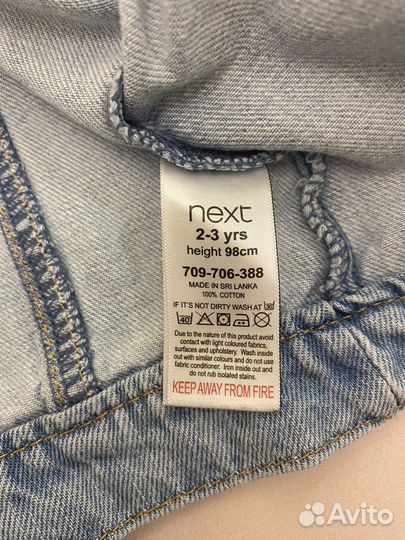 next
2-3 yrs
height 98cm
709-706-388
MADE IN SRI LANKA
100% COTTON
IF IT'S NOT DIRTY WASH AT 30°
40
Due to the nature of this product avoid
contact with light coloured fabrics,
surfaces and upholstery. Wash inside
out with similar colours and do not use
fabric conditioner. Iron inside out and
do not rub isolated stains.
KEEP AWAY FROM FIRE
Avito